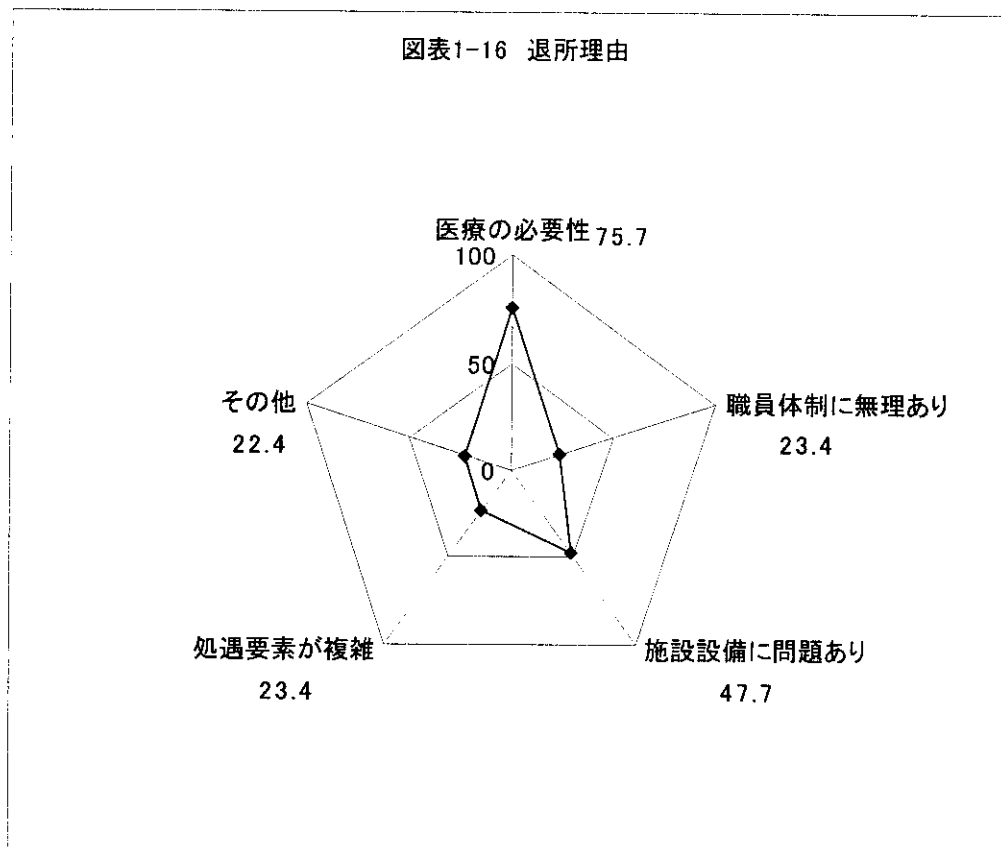 図表1-16 退所理由
医療の必要性 75.7
100
50
0
その他
22.4
職員体制に無理あり
23.4
処遇要素が複雑
23.4
施設設備に問題あり
47.7